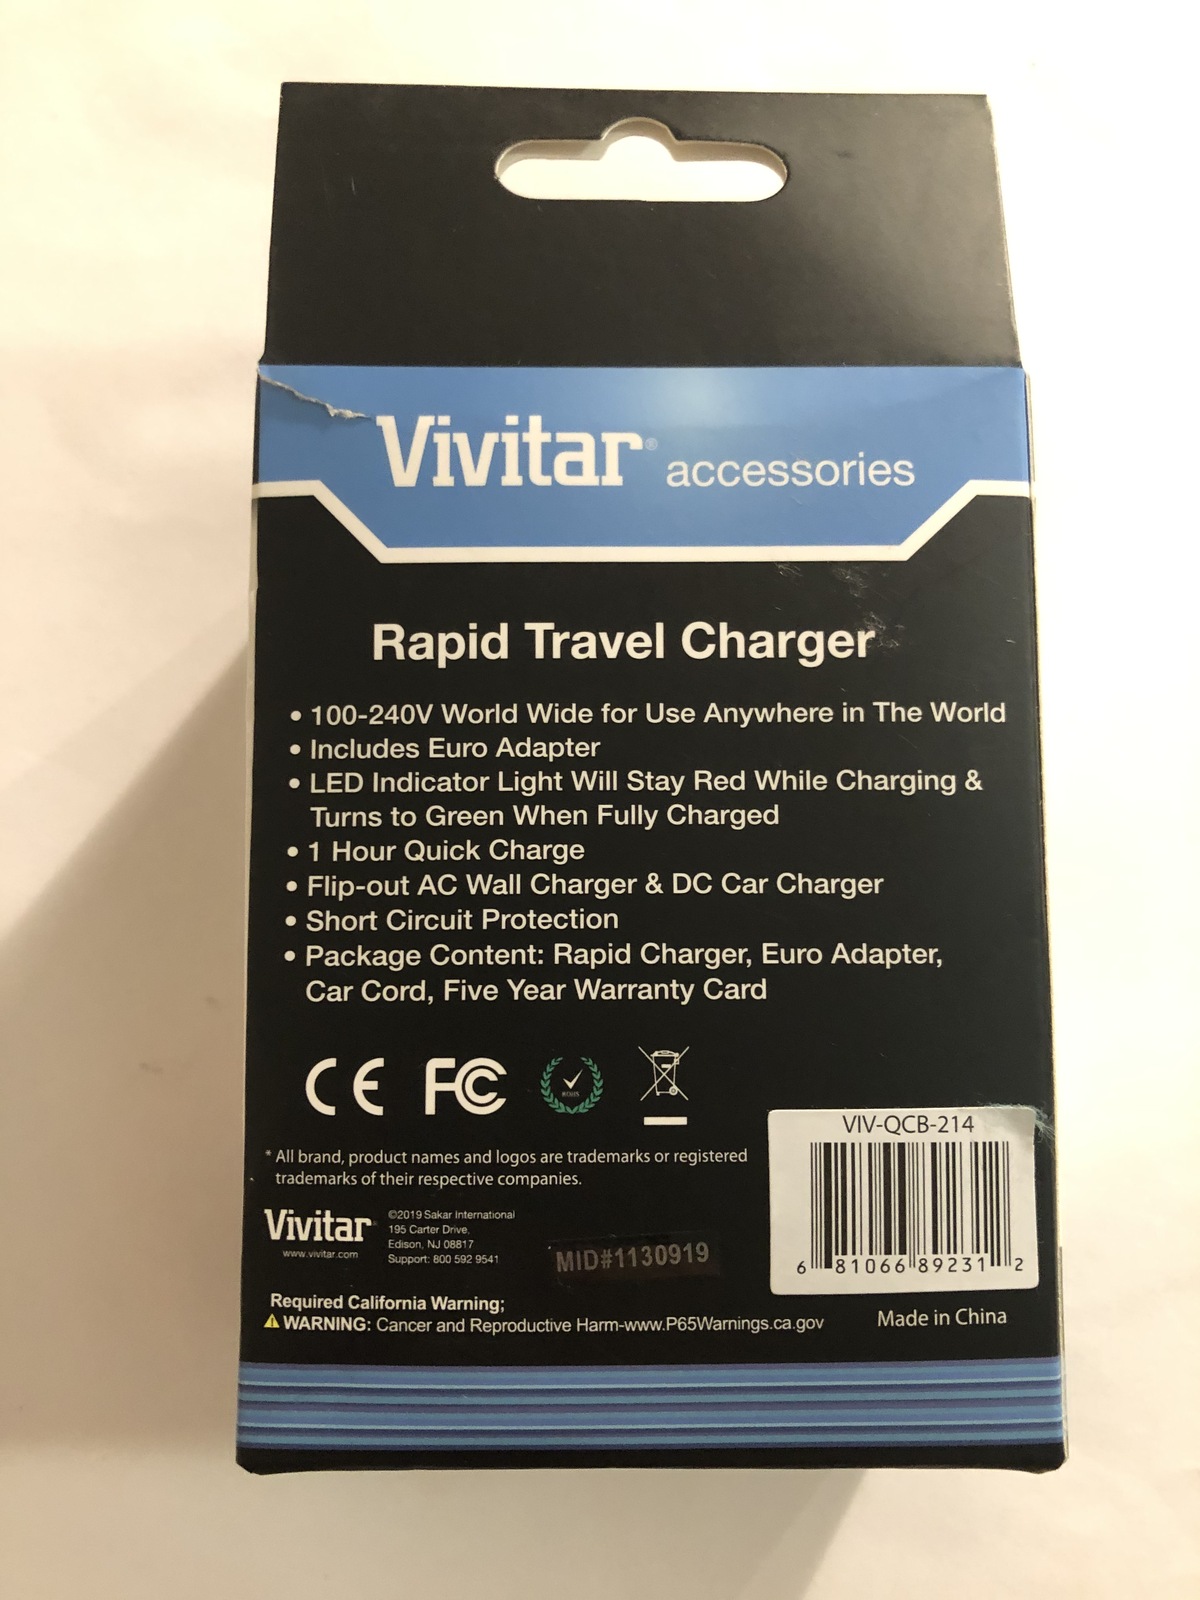 Vivitar® accessories
Rapid Travel Charger
• 100-240V World Wide for Use Anywhere in The World
• Includes Euro Adapter
• LED Indicator Light Will Stay Red While Charging &
Turns to Green When Fully Charged
• 1 Hour Quick Charge
• Flip-out AC Wall Charger & DC Car Charger
• Short Circuit Protection
• Package Content: Rapid Charger, Euro Adapter,
Car Cord, Five Year Warranty Card
CE FC ROHS
* All brand, product names and logos are trademarks or registered
trademarks of their respective companies.
Vivitar
www.vivitar.com
©2019 Sakar International
195 Carter Drive,
Edison, NJ 08817
Support: 800 592 9541
MID#1130919
VIV-QCB-214
6 81066 89231 2
Required California Warning;
WARNING: Cancer and Reproductive Harm-www.P65Warnings.ca.gov
Made in China